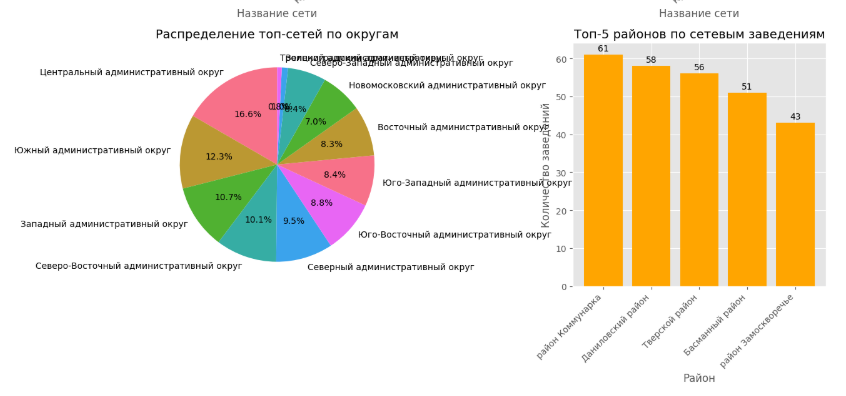 Название сети
Название сети
Распределение топ-сетей по округам
Центральный административный округ
Южный административный округ
Западный административный округ
Северо-Восточный административный округ
Северный административный округ
Юго-Восточный административный округ
Юго-Западный административный округ
Восточный административный округ
Новомосковский административный округ
Северо-Западный административный округ
16.6%
12.3%
10.7%
10.1%
9.5%
8.8%
8.4%
8.3%
7.0%
Топ-5 районов по сетевым заведениям
Количество заведений
60
50
40
30
20
10
0
61
58
56
51
43
район Коммунарка
Даниловский район
Тверской район
Басманный район
район Замоскворечье
Район